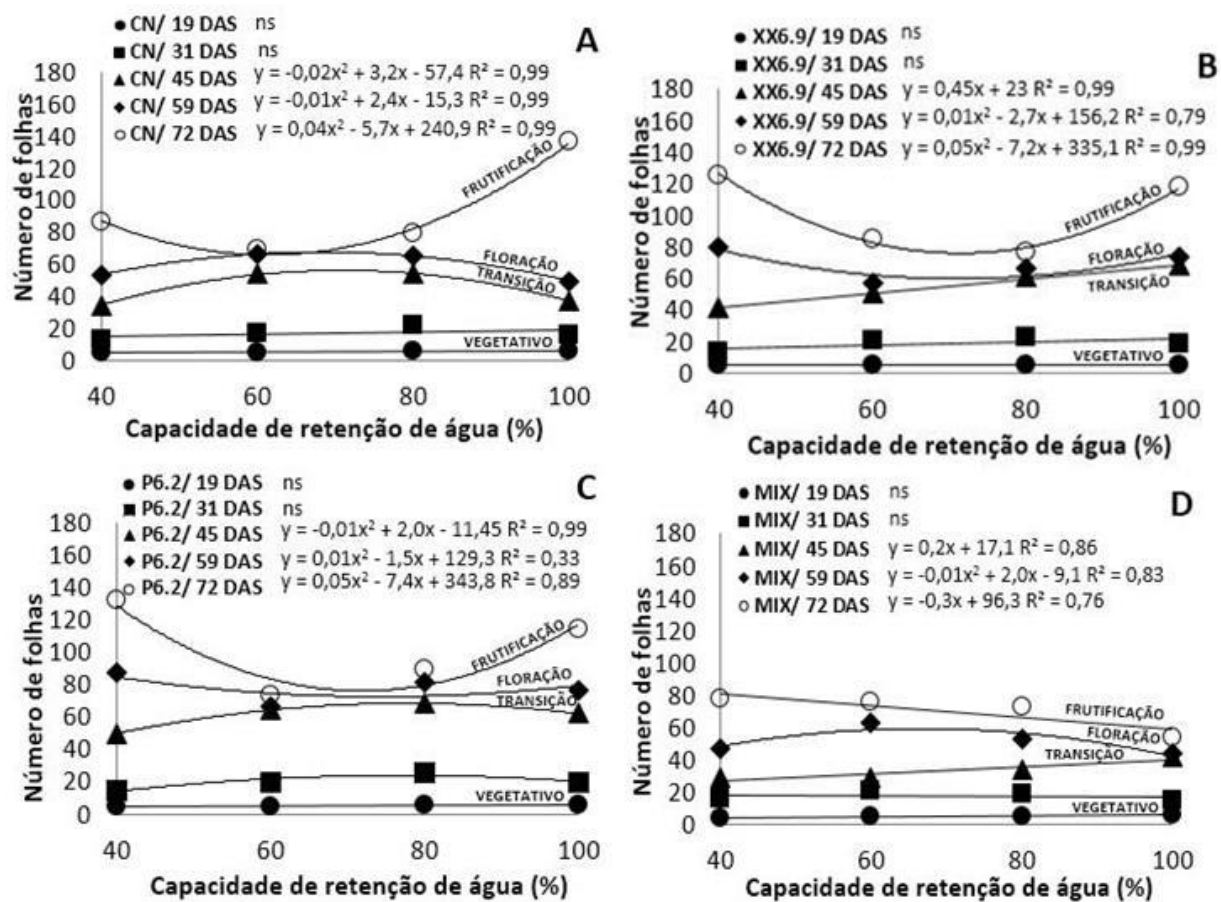 ● CN/ 19 DAS ns
■ CN/ 31 DAS ns
▲ CN/ 45 DAS y = -0,02x² + 3,2x - 57,4 R² = 0,99
◆ CN/ 59 DAS y = -0,01x² + 2,4x - 15,3 R² = 0,99
○ CN/ 72 DAS y = 0,04x² - 5,7x + 240,9 R² = 0,99
A
Número de folhas
180
160
140
120
100
80
60
40
20
0
FRUTIFICAÇÃO
FLORAÇÃO
TRANSIÇÃO
VEGETATIVO
40 60 80 100
Capacidade de retenção de água (%)
● XX6.9/ 19 DAS ns
■ XX6.9/ 31 DAS ns
▲ XX6.9/ 45 DAS y = 0,45x + 23 R² = 0,99
◆ XX6.9/ 59 DAS y = 0,01x² - 2,7x + 156,2 R² = 0,79
○ XX6.9/ 72 DAS y = 0,05x² - 7,2x + 335,1 R² = 0,99
B
Número de folhas
180
160
140
120
100
80
60
40
20
0
FRUTIFICAÇÃO
FLORAÇÃO
TRANSIÇÃO
VEGETATIVO
40 60 80 100
Capacidade de retenção de água (%)
● P6.2/ 19 DAS ns
■ P6.2/ 31 DAS ns
▲ P6.2/ 45 DAS y = -0,01x² + 2,0x - 11,45 R² = 0,99
◆ P6.2/ 59 DAS y = 0,01x² - 1,5x + 129,3 R² = 0,33
○ P6.2/ 72 DAS y = 0,05x² - 7,4x + 343,8 R² = 0,89
C
Número de folhas
180
160
140
120
100
80
60
40
20
0
FRUTIFICAÇÃO
FLORAÇÃO
TRANSIÇÃO
VEGETATIVO
40 60 80 100
Capacidade de retenção de água (%)
● MIX/ 19 DAS ns
■ MIX/ 31 DAS ns
▲ MIX/ 45 DAS y = 0,2x + 17,1 R² = 0,86
◆ MIX/ 59 DAS y = -0,01x² + 2,0x - 9,1 R² = 0,83
○ MIX/ 72 DAS y = -0,3x + 96,3 R² = 0,76
D
Número de folhas
180
160
140
120
100
80
60
40
20
0
FRUTIFICAÇÃO
FLORAÇÃO
TRANSIÇÃO
VEGETATIVO
40 60 80 100
Capacidade de retenção de água (%)